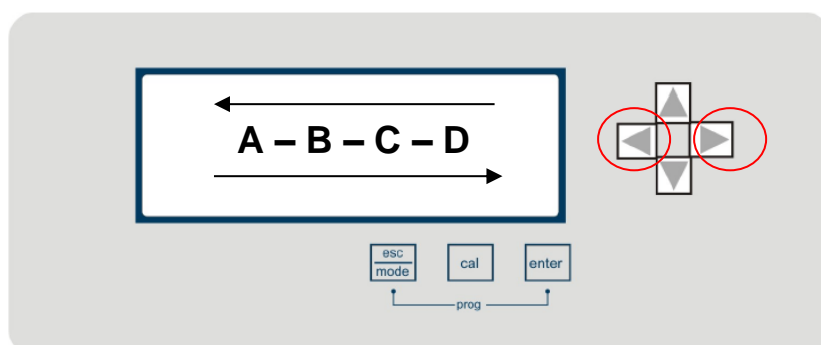 A – B – C – D
esc
mode
cal
enter
prog